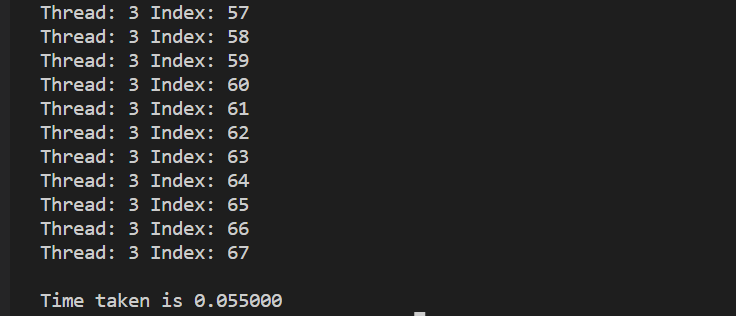 Thread: 3 Index: 57
Thread: 3 Index: 58
Thread: 3 Index: 59
Thread: 3 Index: 60
Thread: 3 Index: 61
Thread: 3 Index: 62
Thread: 3 Index: 63
Thread: 3 Index: 64
Thread: 3 Index: 65
Thread: 3 Index: 66
Thread: 3 Index: 67
Time taken is 0.055000